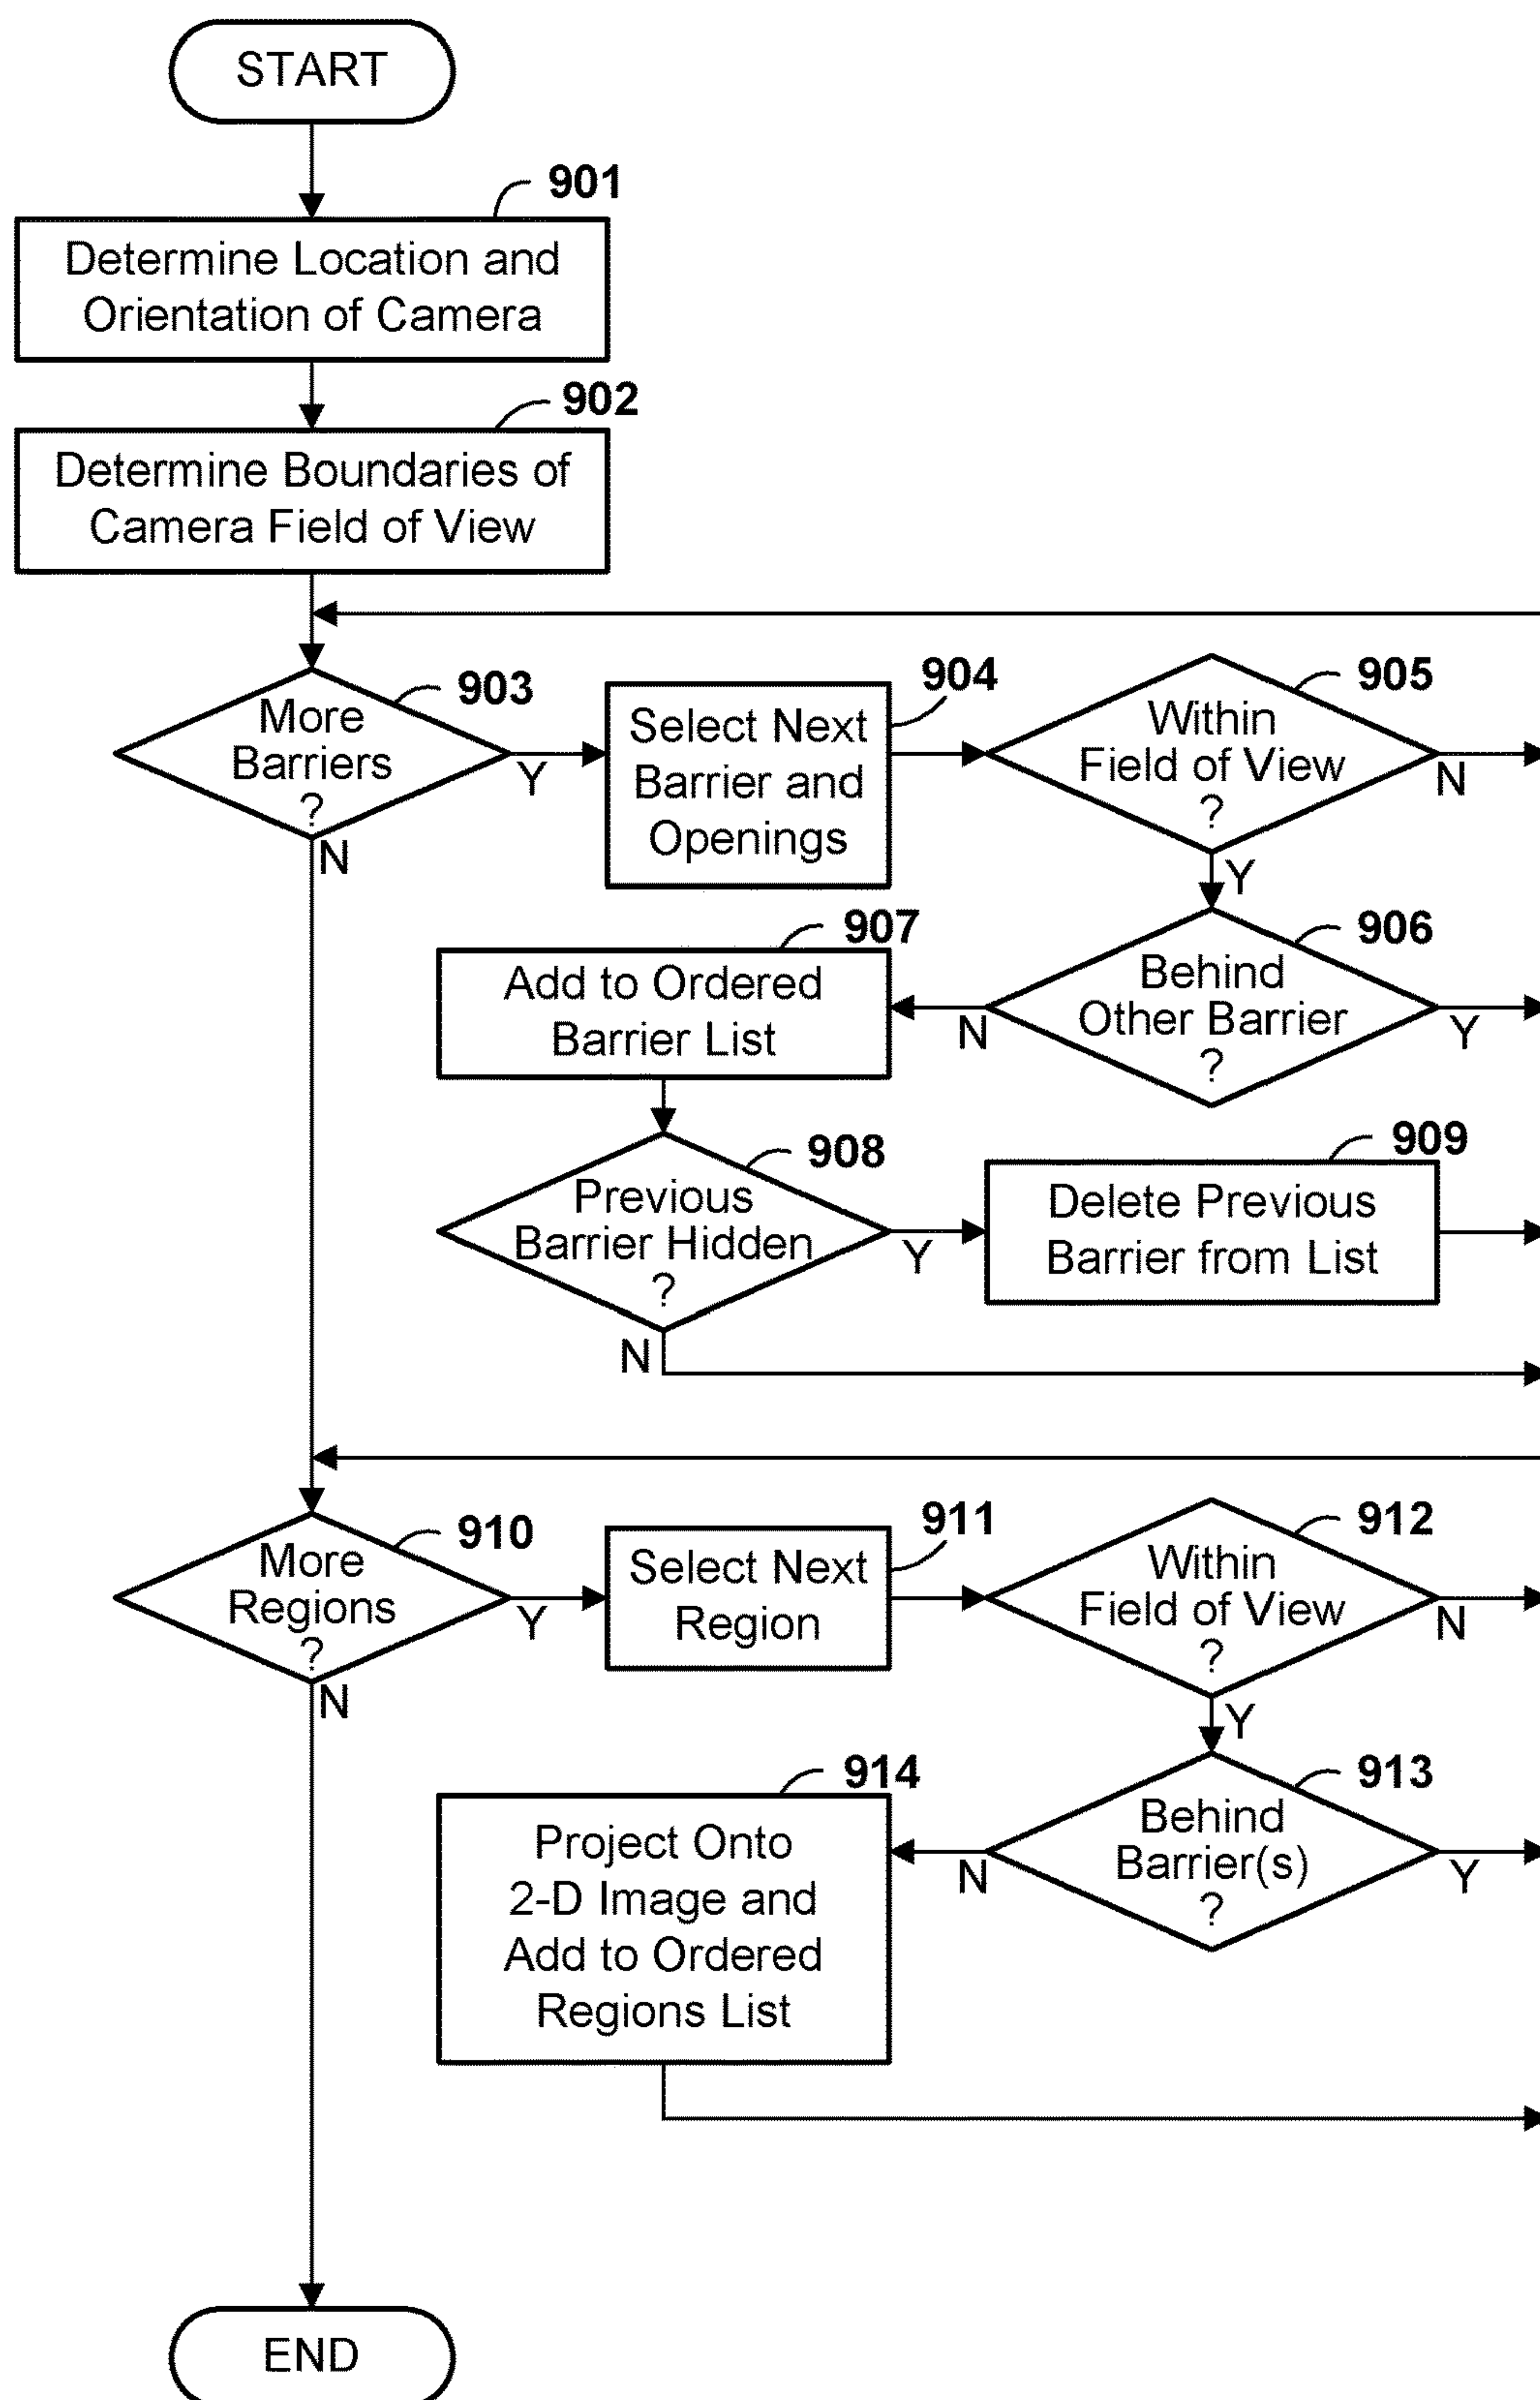 START
901
Determine Location and
Orientation of Camera
902
Determine Boundaries of
Camera Field of View
903
More
Barriers
?
Y
N
904
Select Next
Barrier and
Openings
905
Within
Field of View
?
N
Y
906
Behind
Other Barrier
?
N
Y
907
Add to Ordered
Barrier List
908
Previous
Barrier Hidden
?
Y
N
909
Delete Previous
Barrier from List
910
More
Regions
?
Y
N
911
Select Next
Region
912
Within
Field of View
?
N
Y
913
Behind
Barrier(s)
?
N
Y
914
Project Onto
2-D Image and
Add to Ordered
Regions List
END